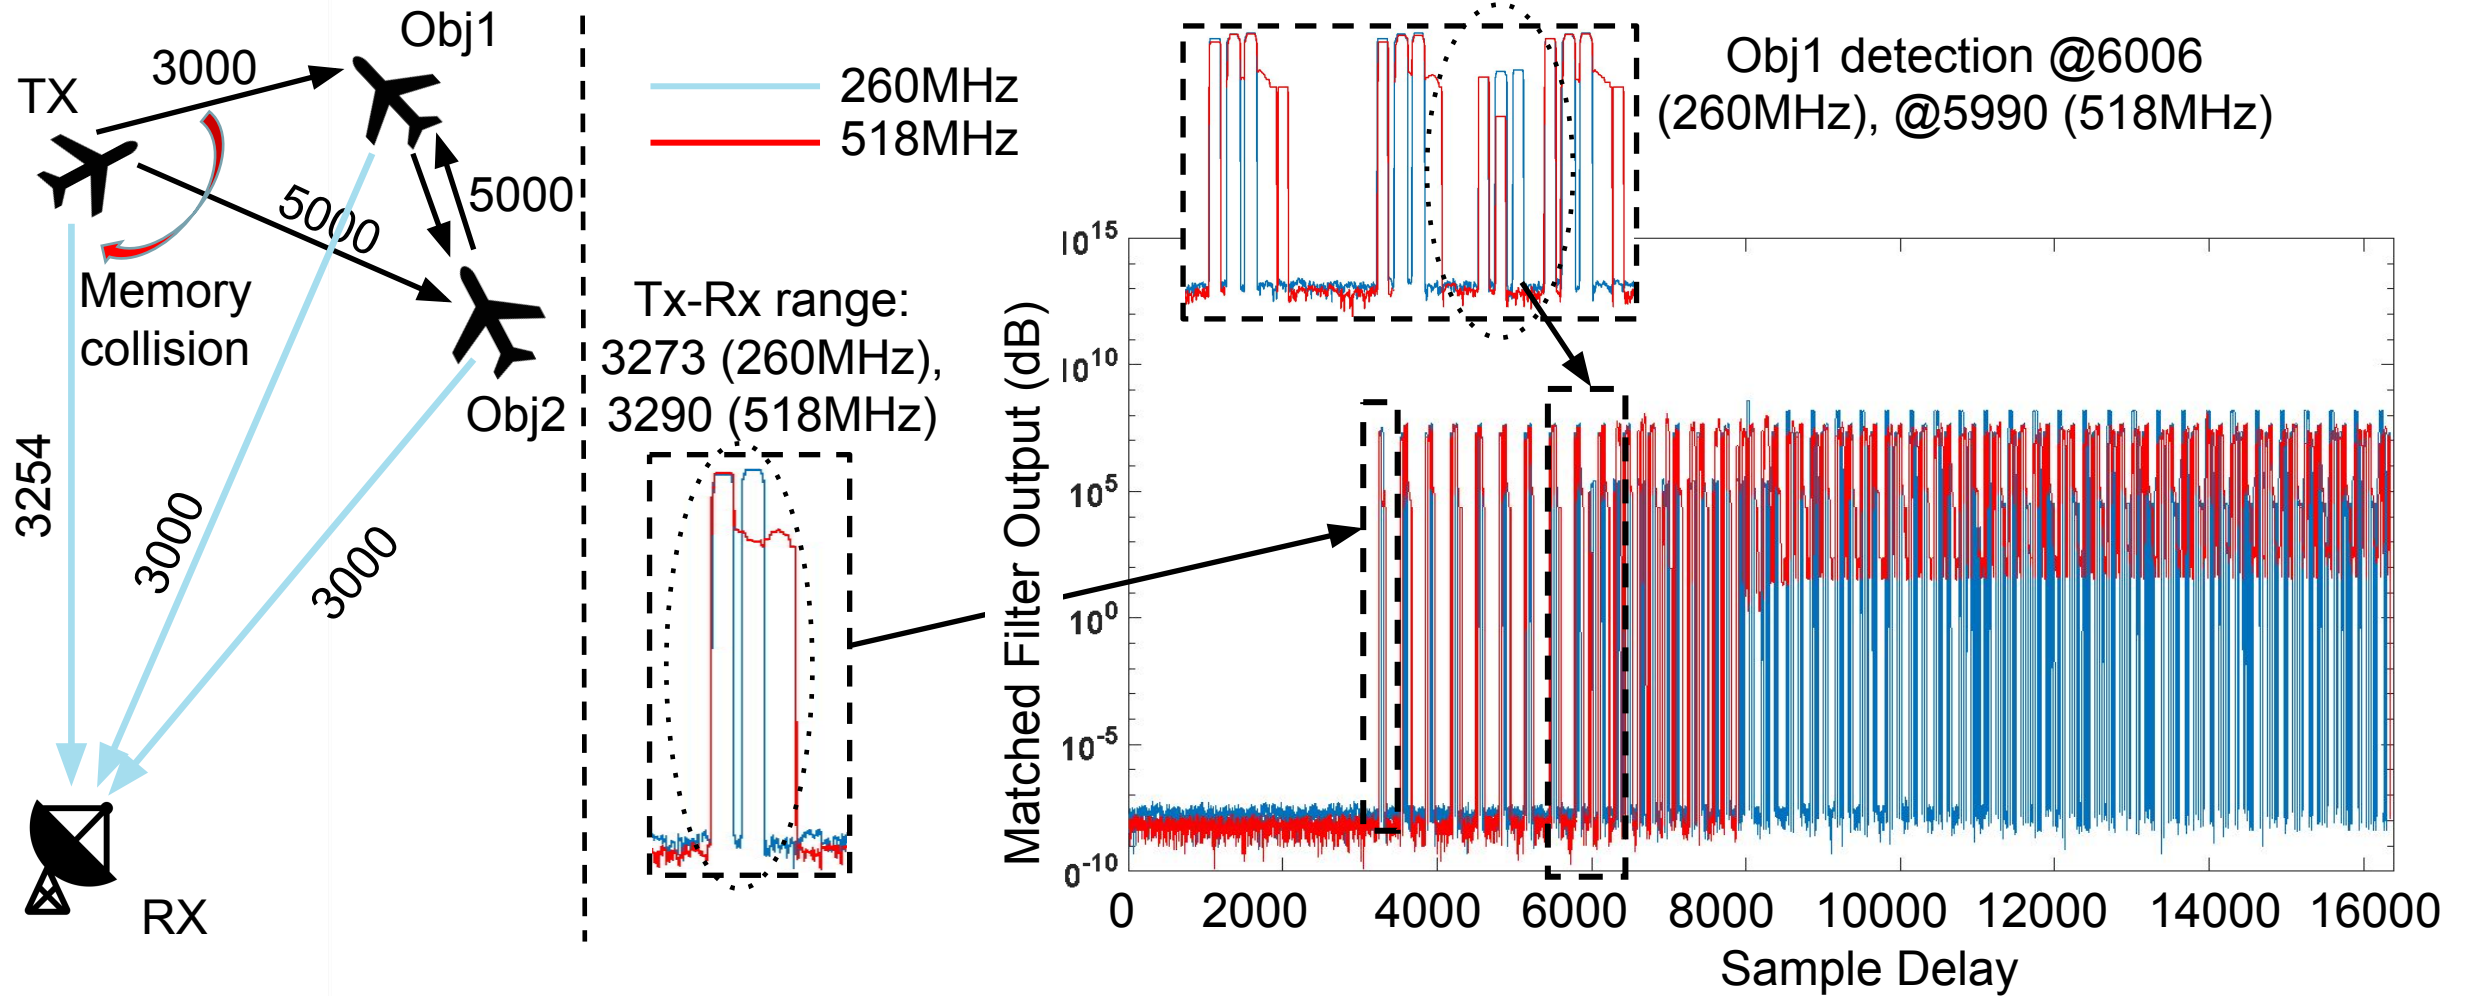 Obj1
3000
TX
5000
5000
Memory
collision
Obj2
3254
3000
3000
RX
260MHz
518MHz
Tx-Rx range:
3273 (260MHz),
3290 (518MHz)
Obj1 detection @6006
(260MHz), @5990 (518MHz)
Matched Filter Output (dB)
10^15
10^10
10^5
10^0
10^-5
0^-10
0 2000 4000 6000 8000 10000 12000 14000 16000
Sample Delay